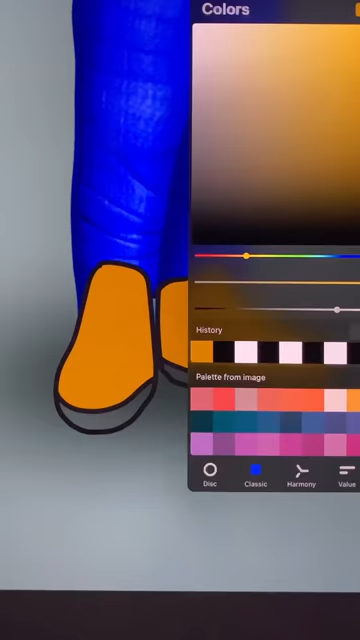 Colors
History
Palette from image
Disc
Classic
Harmony
Value